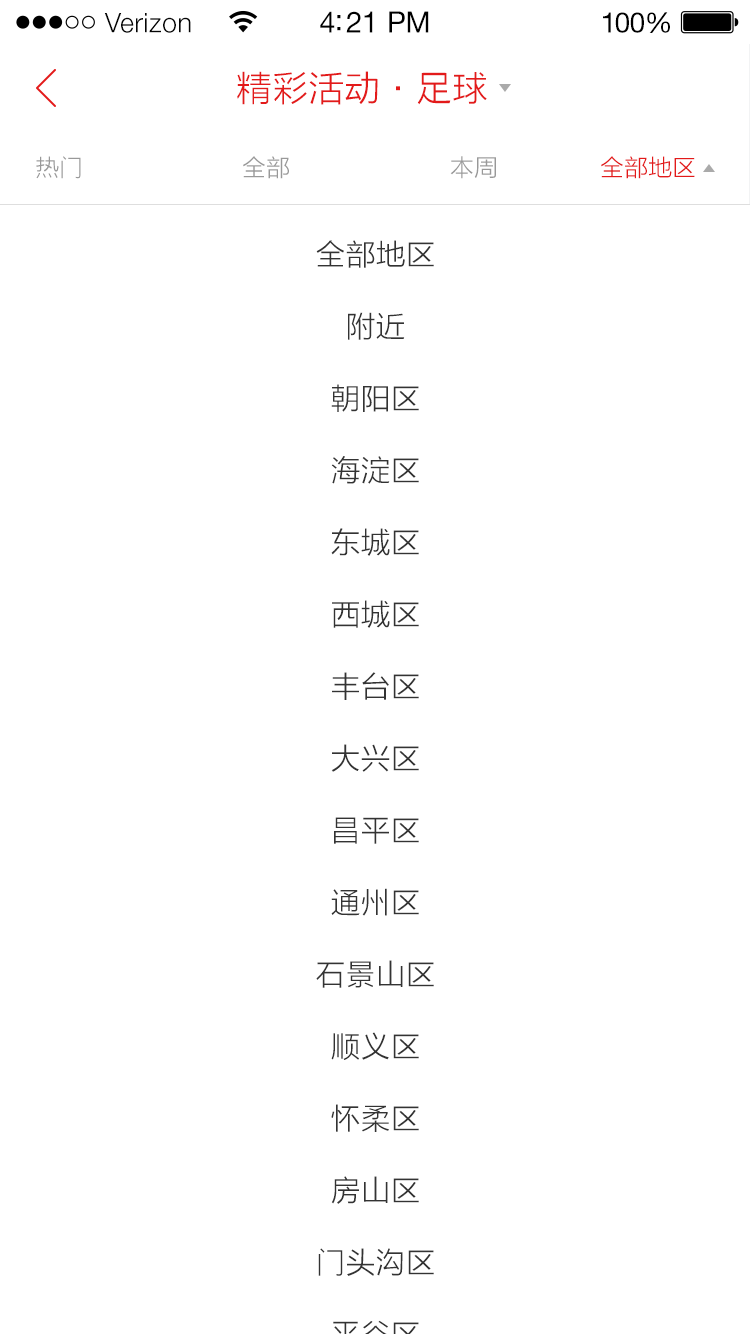 Verizon 4:21 PM 100%
精彩活动 · 足球
热门 全部 本周 全部地区
全部地区
附近
朝阳区
海淀区
东城区
西城区
丰台区
大兴区
昌平区
通州区
石景山区
顺义区
怀柔区
房山区
门头沟区
平谷区